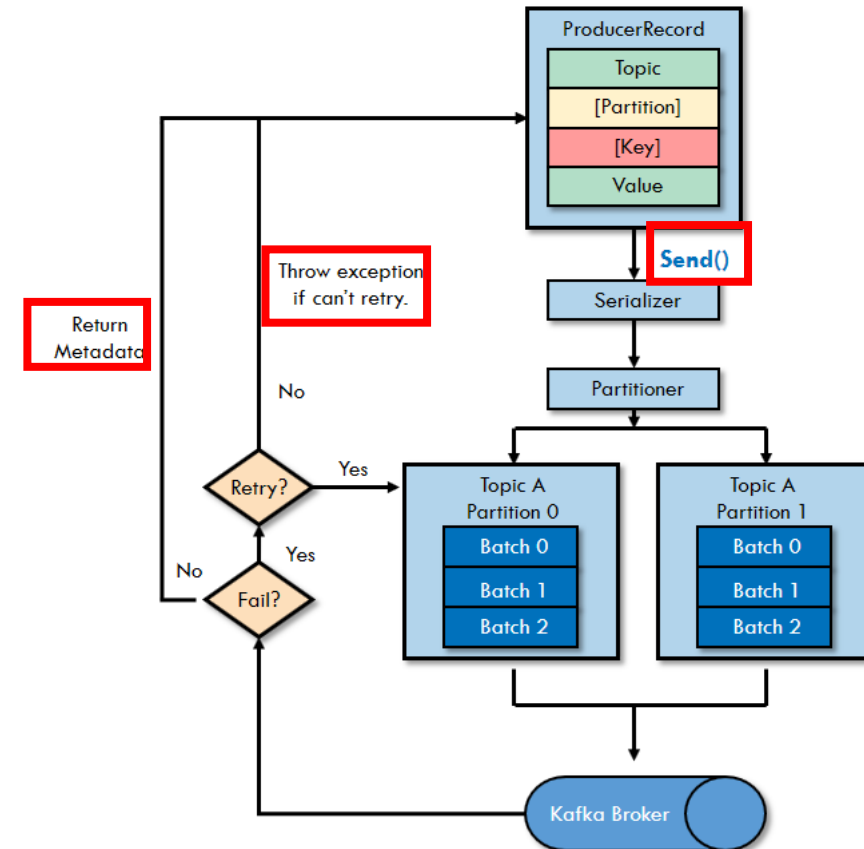 ProducerRecord
Topic
[Partition]
[Key]
Value
Send()
Throw exception
if can't retry.
Serializer
Return
Metadata
Partitioner
No
Yes
Retry?
Topic A
Partition 0
Batch 0
Batch 1
Batch 2
Topic A
Partition 1
Batch 0
Batch 1
Batch 2
Yes
No
Fail?
Kafka Broker